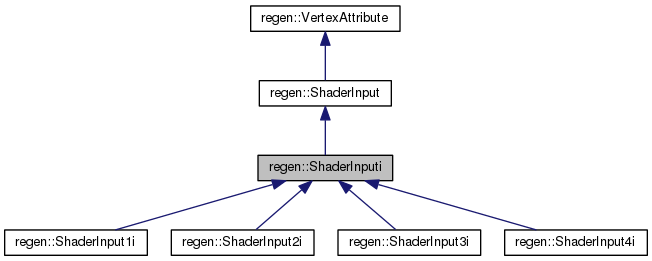 regen::VertexAttribute
regen::ShaderInput
regen::ShaderInputi
regen::ShaderInput1i
regen::ShaderInput2i
regen::ShaderInput3i
regen::ShaderInput4i